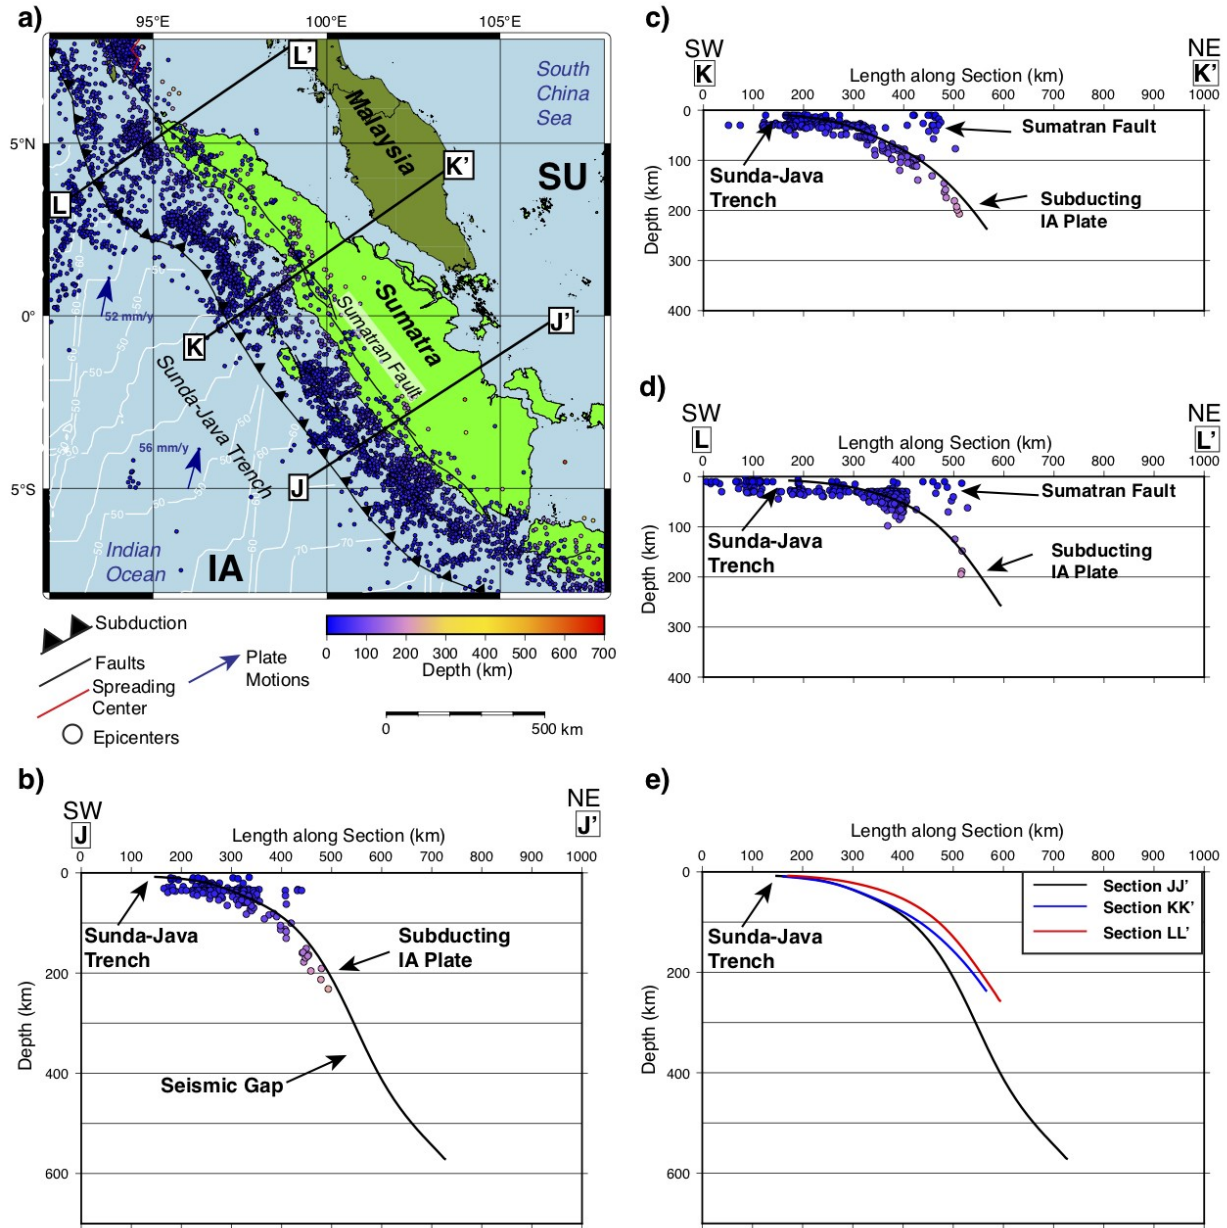 a)
95°E 100°E 105°E
L'
South
China
Sea
Malaysia
5°N
K'
SU
L
52 mm/y
Sumatra
Sumatran Fault
0°
J'
K
Sunda-Java Trench
56 mm/y
J
5°S
Indian
Ocean
IA
50
60
70
Subduction
Faults
Spreading
Center
Epicenters
Plate
Motions
0 100 200 300 400 500 600 700
Depth (km)
0 500 km
b)
SW NE
J J'
Length along Section (km)
0 100 200 300 400 500 600 700 800 900 1000
0
200
400
600
Depth (km)
Sunda-Java
Trench
Subducting
IA Plate
Seismic Gap
c)
SW NE
K K'
Length along Section (km)
0 100 200 300 400 500 600 700 800 900 1000
0
100
200
300
400
Depth (km)
Sumatran Fault
Sunda-Java
Trench
Subducting
IA Plate
d)
SW NE
L L'
Length along Section (km)
0 100 200 300 400 500 600 700 800 900 1000
0
100
200
300
400
Depth (km)
Sumatran Fault
Sunda-Java
Trench
Subducting
IA Plate
e)
Length along Section (km)
0 100 200 300 400 500 600 700 800 900 1000
0
200
400
600
Depth (km)
Section JJ'
Section KK'
Section LL'
Sunda-Java
Trench